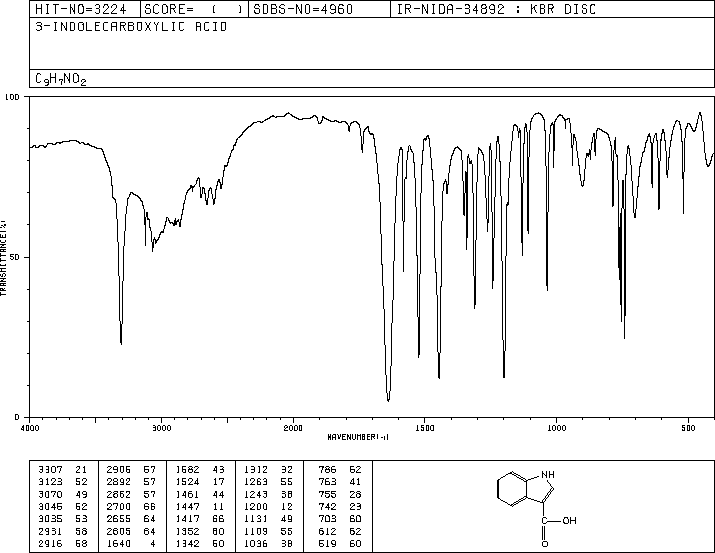 HIT-NO=3224 SCORE= ( ) SDBS-NO=4960 IR-NIDA-34892 : KBR DISC
3-INDOLECARBOXYLIC ACID
C₉H₇NO₂
100
50
0
TRANSMITTANCE(%)
4000 3000 2000 1500 1000 500
WAVENUMBER(-1)
3307 21 2906 57 1582 43 1312 32 786 62
3123 52 2892 57 1524 17 1263 55 763 41
3070 49 2862 57 1461 44 1243 38 755 28
3046 52 2700 66 1447 11 1200 12 742 23
3035 53 2655 64 1417 66 1131 49 703 60
2931 58 2605 64 1352 60 1109 55 612 62
2916 58 1640 4 1342 50 1036 38 519 60
NH
C—OH
O